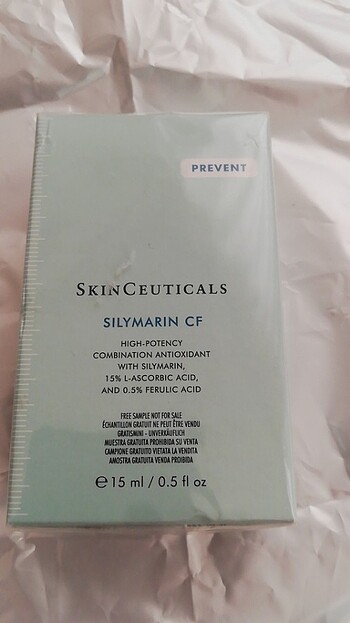 PREVENT
SKINCEUTICALS
SILYMARIN CF
HIGH-POTENCY
COMBINATION ANTIOXIDANT
WITH SILYMARIN,
15% L-ASCORBIC ACID,
AND 0.5% FERULIC ACID
FREE SAMPLE NOT FOR SALE
ÉCHANTILLON GRATUIT NE PEUT ÊTRE VENDU
GRATISMINI - UNVERKÄUFLICH
MUESTRA GRATUITA PROHIBIDA SU VENTA
CAMPIONE GRATUITO VIETATA LA VENDITA
AMOSTRA GRATUITA VENDA PROIBIDA
℮ 15 ml / 0.5 fl oz